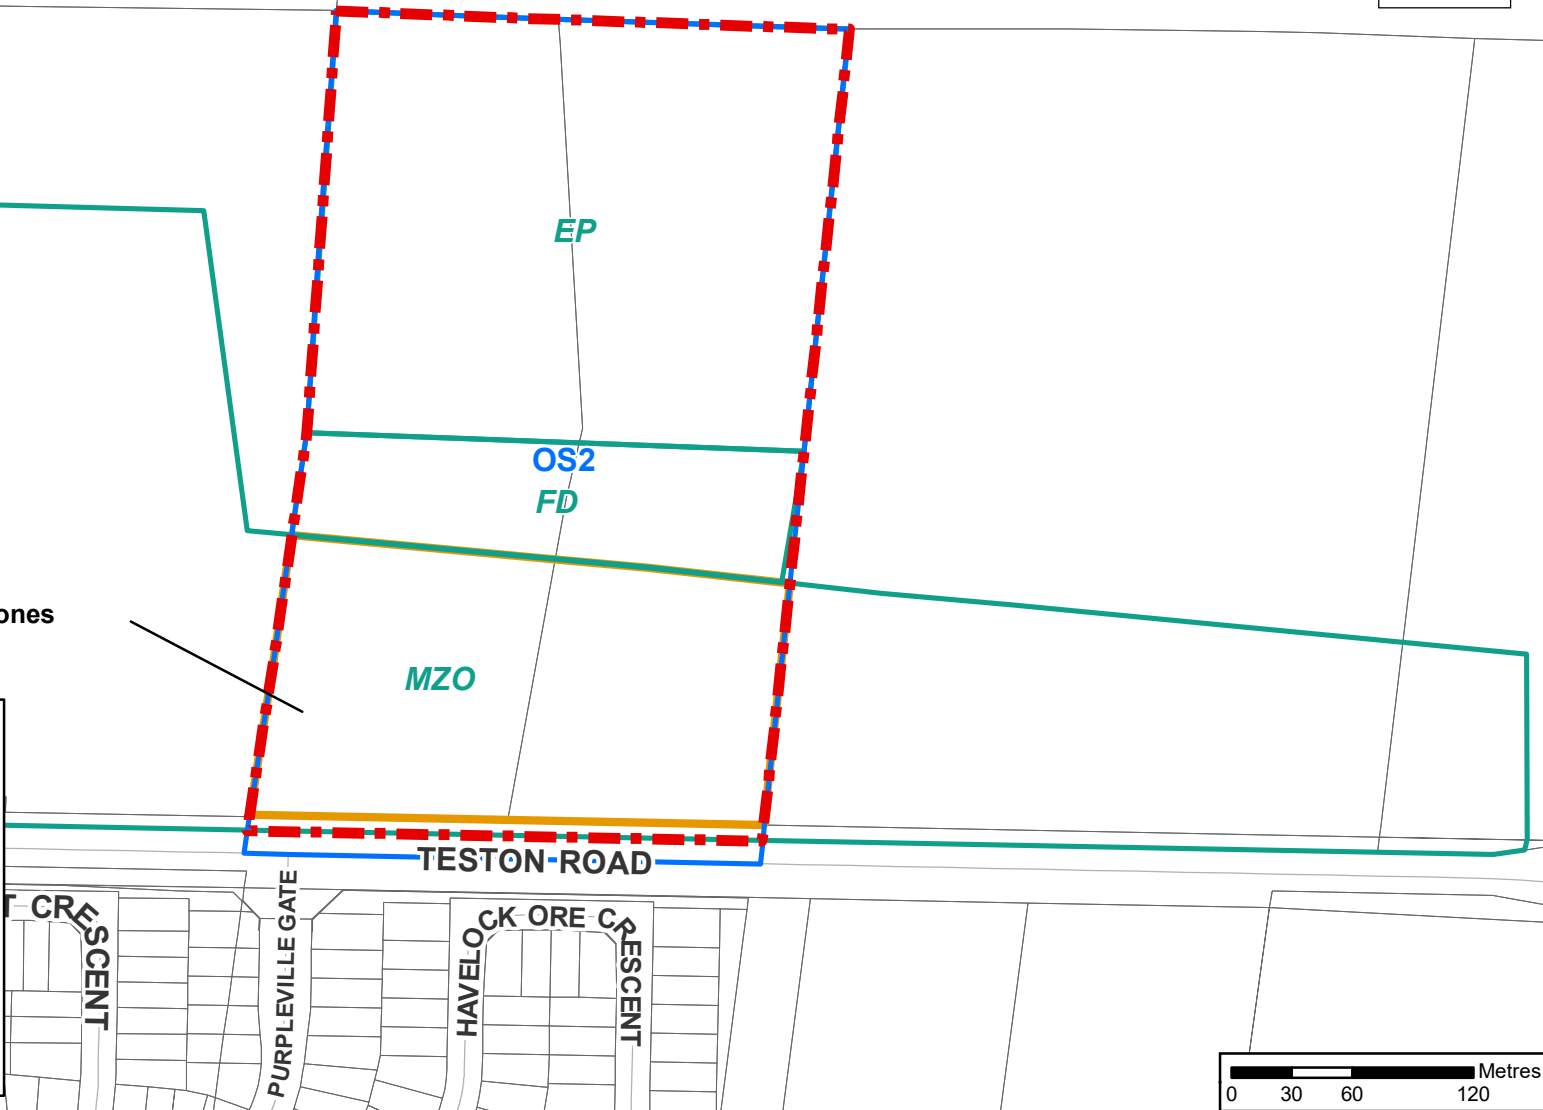 EP
OS2
FD
ones
MZO
TESTON ROAD
T CRESCENT
PURPLEVILLE GATE
HAVELOCK ORE CRESCENT
Metres
0 30 60 120